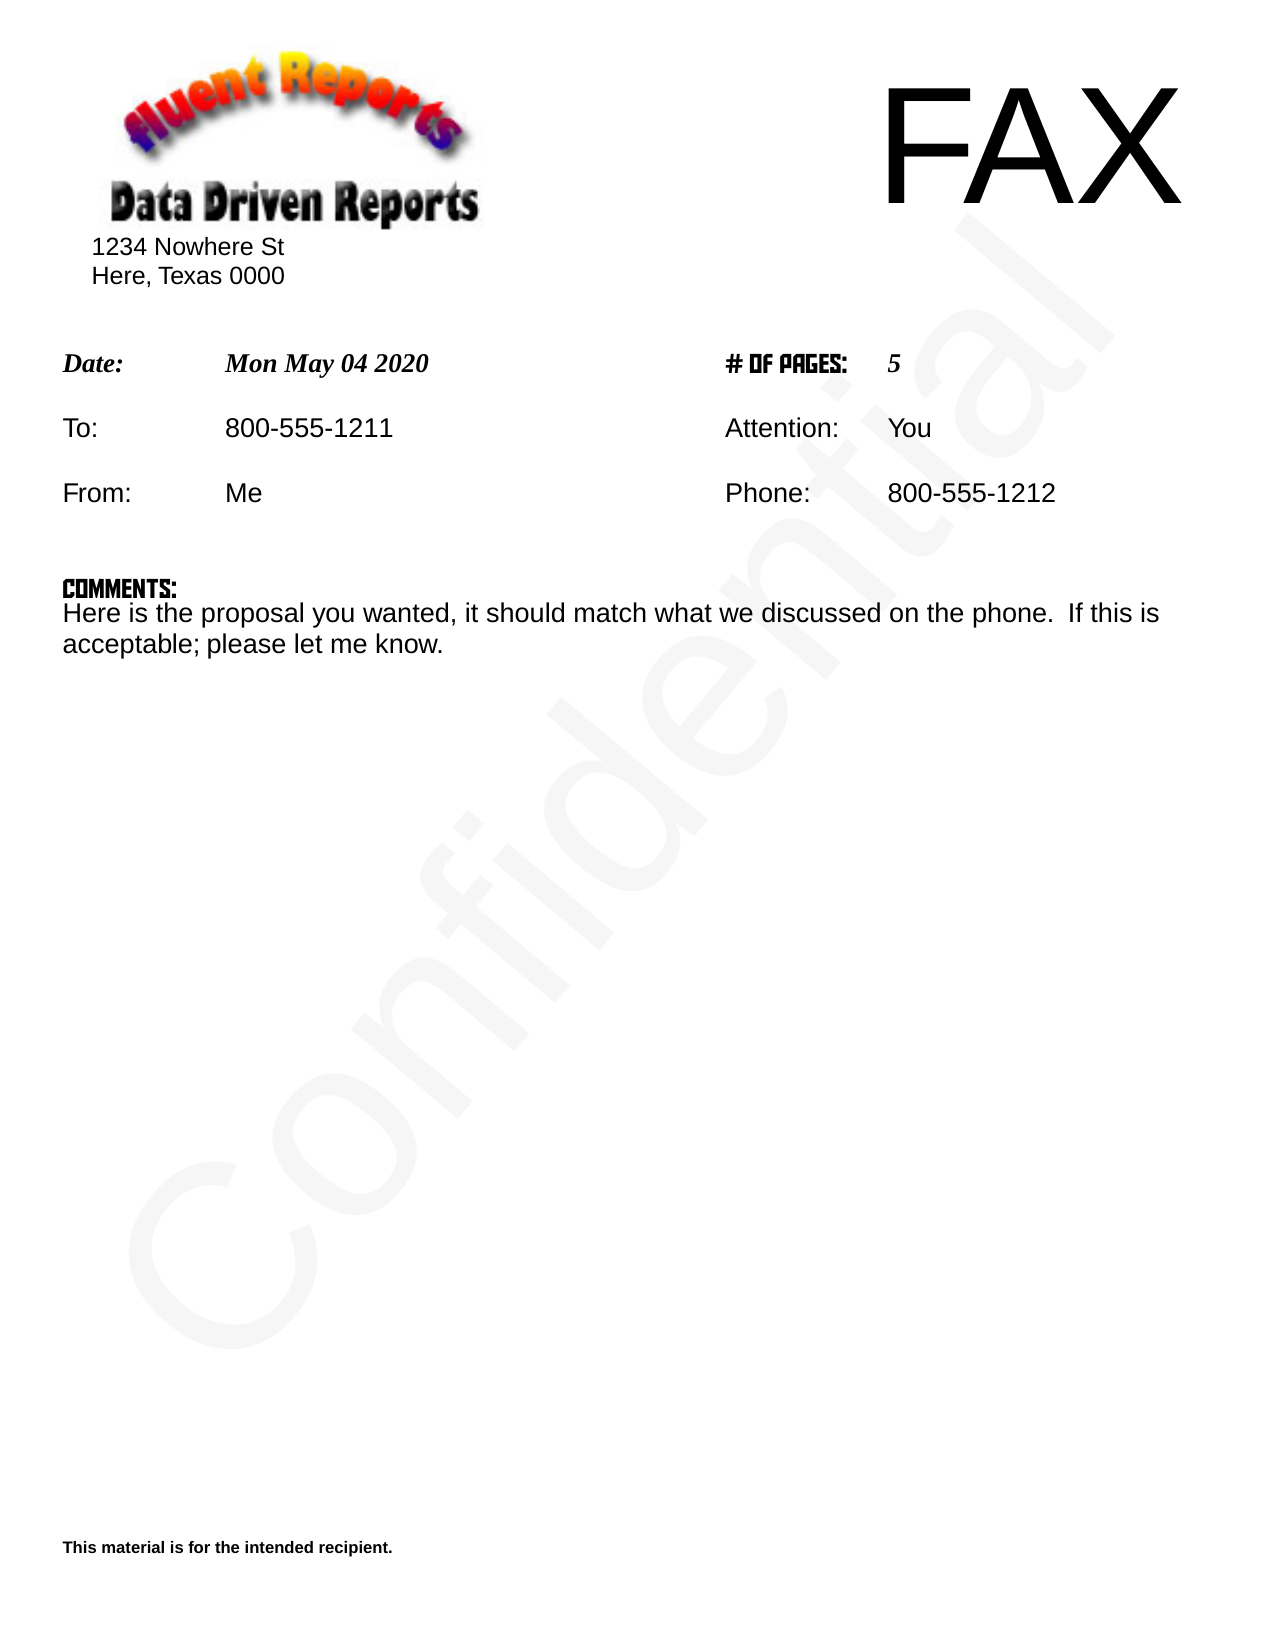 fluent Reports
Data Driven Reports
FAX
1234 Nowhere St
Here, Texas 0000
Date: Mon May 04 2020 # OF PAGES: 5
To: 800-555-1211 Attention: You
From: Me Phone: 800-555-1212
COMMENTS:
Here is the proposal you wanted, it should match what we discussed on the phone.  If this is
acceptable; please let me know.
Confidential
This material is for the intended recipient.